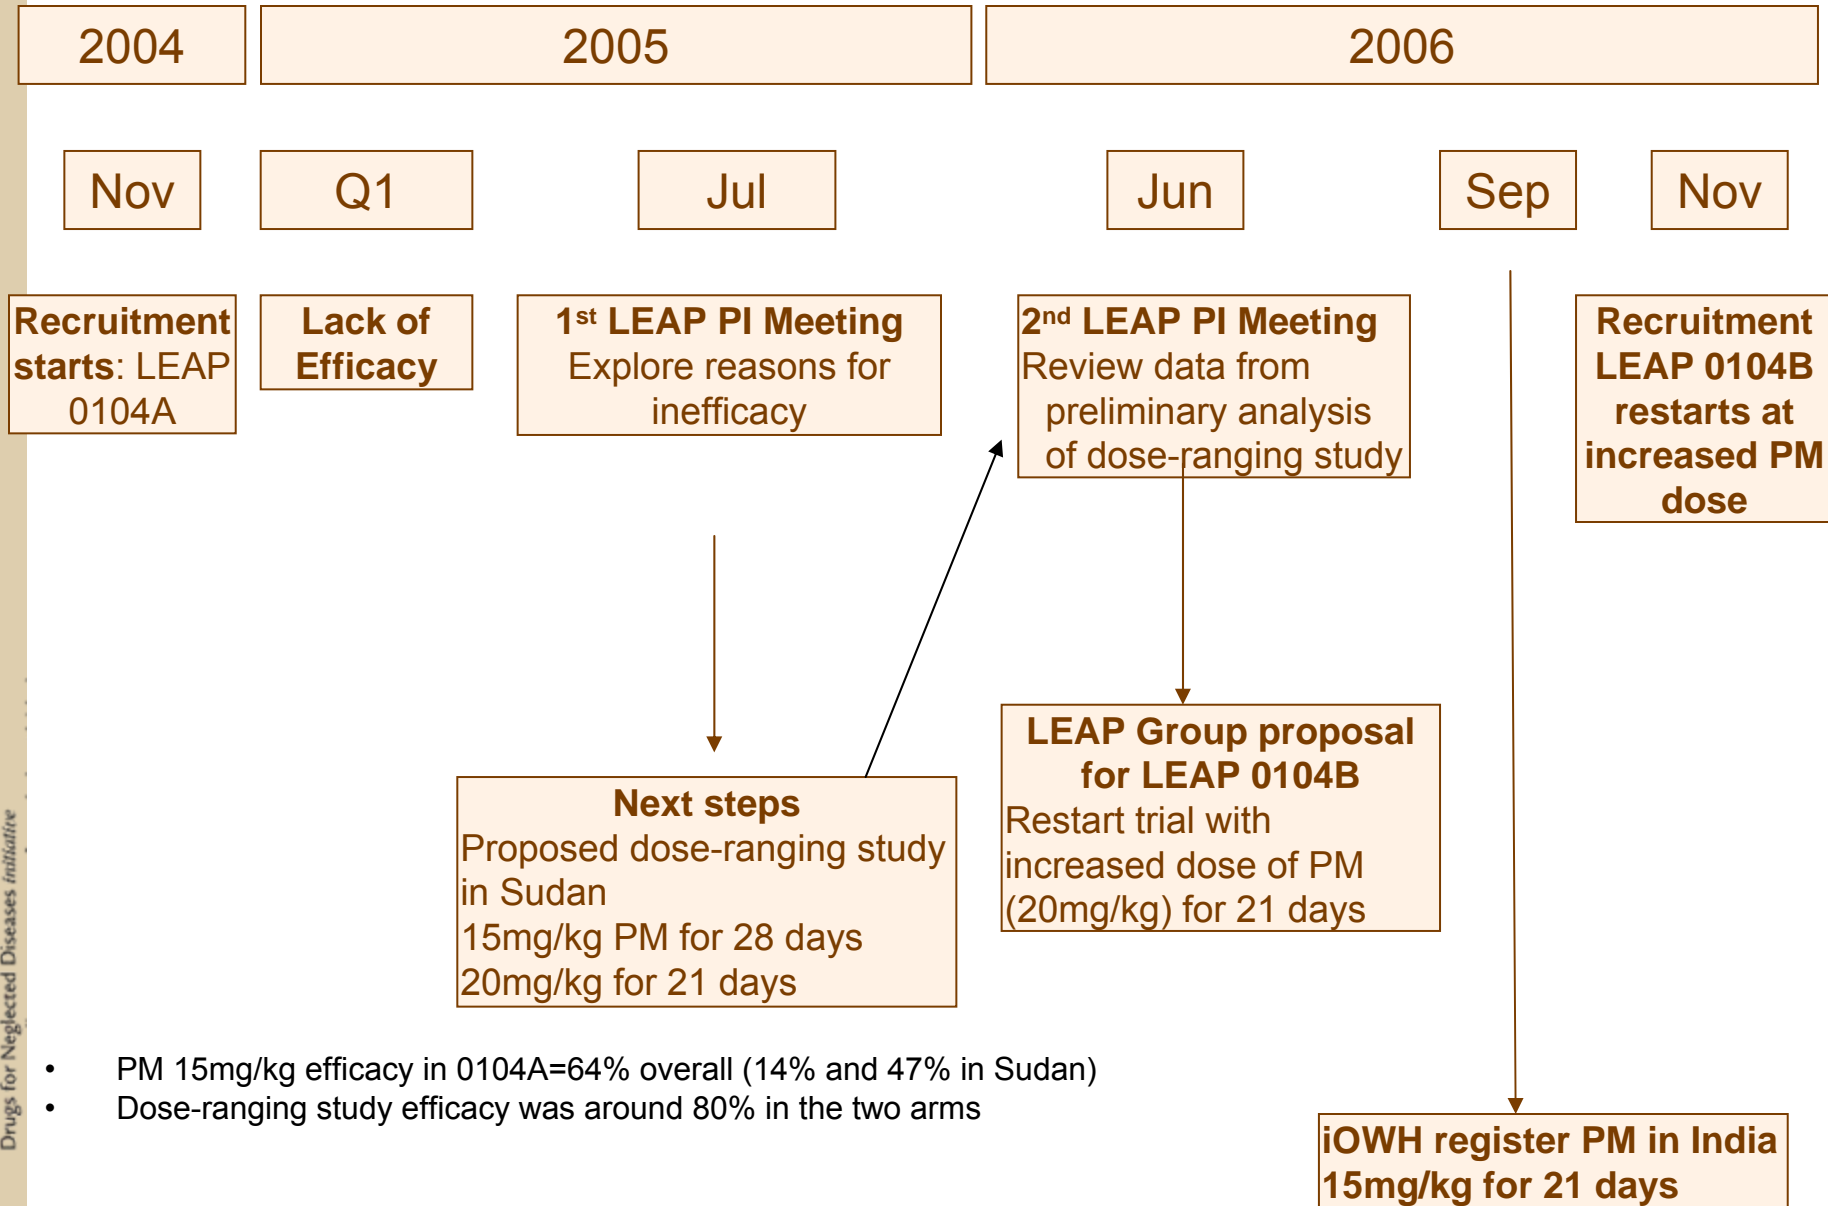 2004
2005
2006
Nov
Q1
Jul
Jun
Sep
Nov
Recruitment
starts: LEAP
0104A
Lack of
Efficacy
1st LEAP PI Meeting
Explore reasons for
inefficacy
2nd LEAP PI Meeting
Review data from
preliminary analysis
of dose-ranging study
Recruitment
LEAP 0104B
restarts at
increased PM
dose
Next steps
Proposed dose-ranging study
in Sudan
15mg/kg PM for 28 days
20mg/kg for 21 days
LEAP Group proposal
for LEAP 0104B
Restart trial with
increased dose of PM
(20mg/kg) for 21 days
• PM 15mg/kg efficacy in 0104A=64% overall (14% and 47% in Sudan)
• Dose-ranging study efficacy was around 80% in the two arms
iOWH register PM in India
15mg/kg for 21 days
Drugs for Neglected Diseases initiative